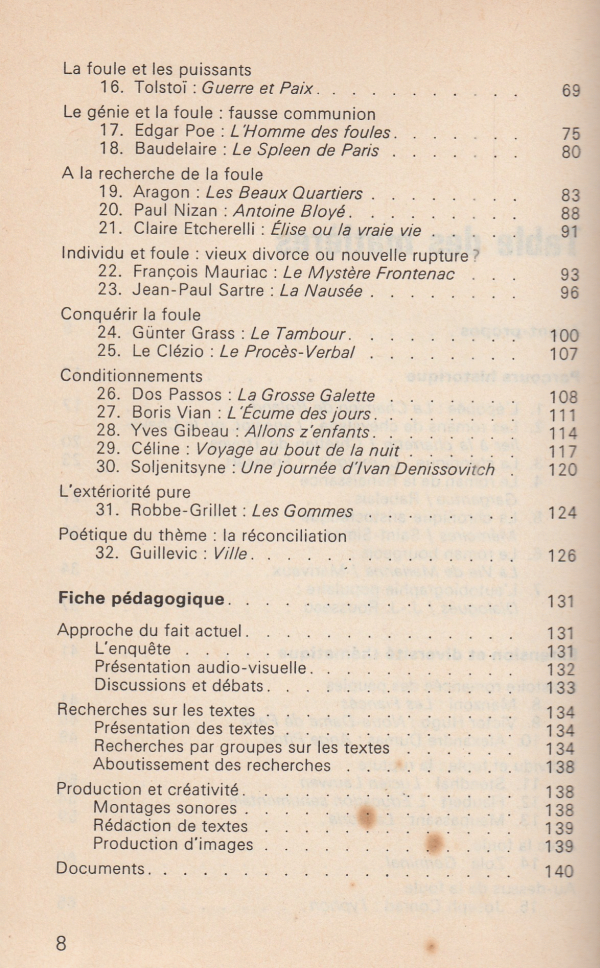 La foule et les puissants
16. Tolstoï : Guerre et Paix. . . . . . . . . . 69
Le génie et la foule : fausse communion
17. Edgar Poe : L'Homme des foules. . . . . . . 75
18. Baudelaire : Le Spleen de Paris . . . . . . . 80
A la recherche de la foule
19. Aragon : Les Beaux Quartiers . . . . . . . . 83
20. Paul Nizan : Antoine Bloyé. . . . . . . . . 88
21. Claire Etcherelli : Élise ou la vraie vie . . . . . 91
Individu et foule : vieux divorce ou nouvelle rupture ?
22. François Mauriac : Le Mystère Frontenac . . . 93
23. Jean-Paul Sartre : La Nausée . . . . . . . . 96
Conquérir la foule
24. Günter Grass : Le Tambour. . . . . . . . . 100
25. Le Clézio : Le Procès-Verbal . . . . . . . . 107
Conditionnements
26. Dos Passos : La Grosse Galette . . . . . . . 108
27. Boris Vian : L'Écume des jours. . . . . . . . 111
28. Yves Gibeau : Allons z'enfants. . . . . . . . 114
29. Céline : Voyage au bout de la nuit . . . . . . 117
30. Soljenitsyne : Une journée d'Ivan Denissovitch . 120
L'extériorité pure
31. Robbe-Grillet : Les Gommes . . . . . . . . 124
Poétique du thème : la réconciliation
32. Guillevic : Ville. . . . . . . . . . . . . 126
Fiche pédagogique. . . . . . . . . . . . . . 131
Approche du fait actuel. . . . . . . . . . . . . 131
L'enquête . . . . . . . . . . . . . . . 131
Présentation audio-visuelle. . . . . . . . . . 132
Discussions et débats. . . . . . . . . . . . 133
Recherches sur les textes . . . . . . . . . . . . 134
Présentation des textes . . . . . . . . . . . 134
Recherches par groupes sur les textes . . . . . . 134
Aboutissement des recherches . . . . . . . . . 138
Production et créativité. . . . . . . . . . . . . 138
Montages sonores . . . . . . . . . . . . . 138
Rédaction de textes . . . . . . . . . . . . 139
Production d'images . . . . . . . . . . . . 139
Documents. . . . . . . . . . . . . . . . . 140
8